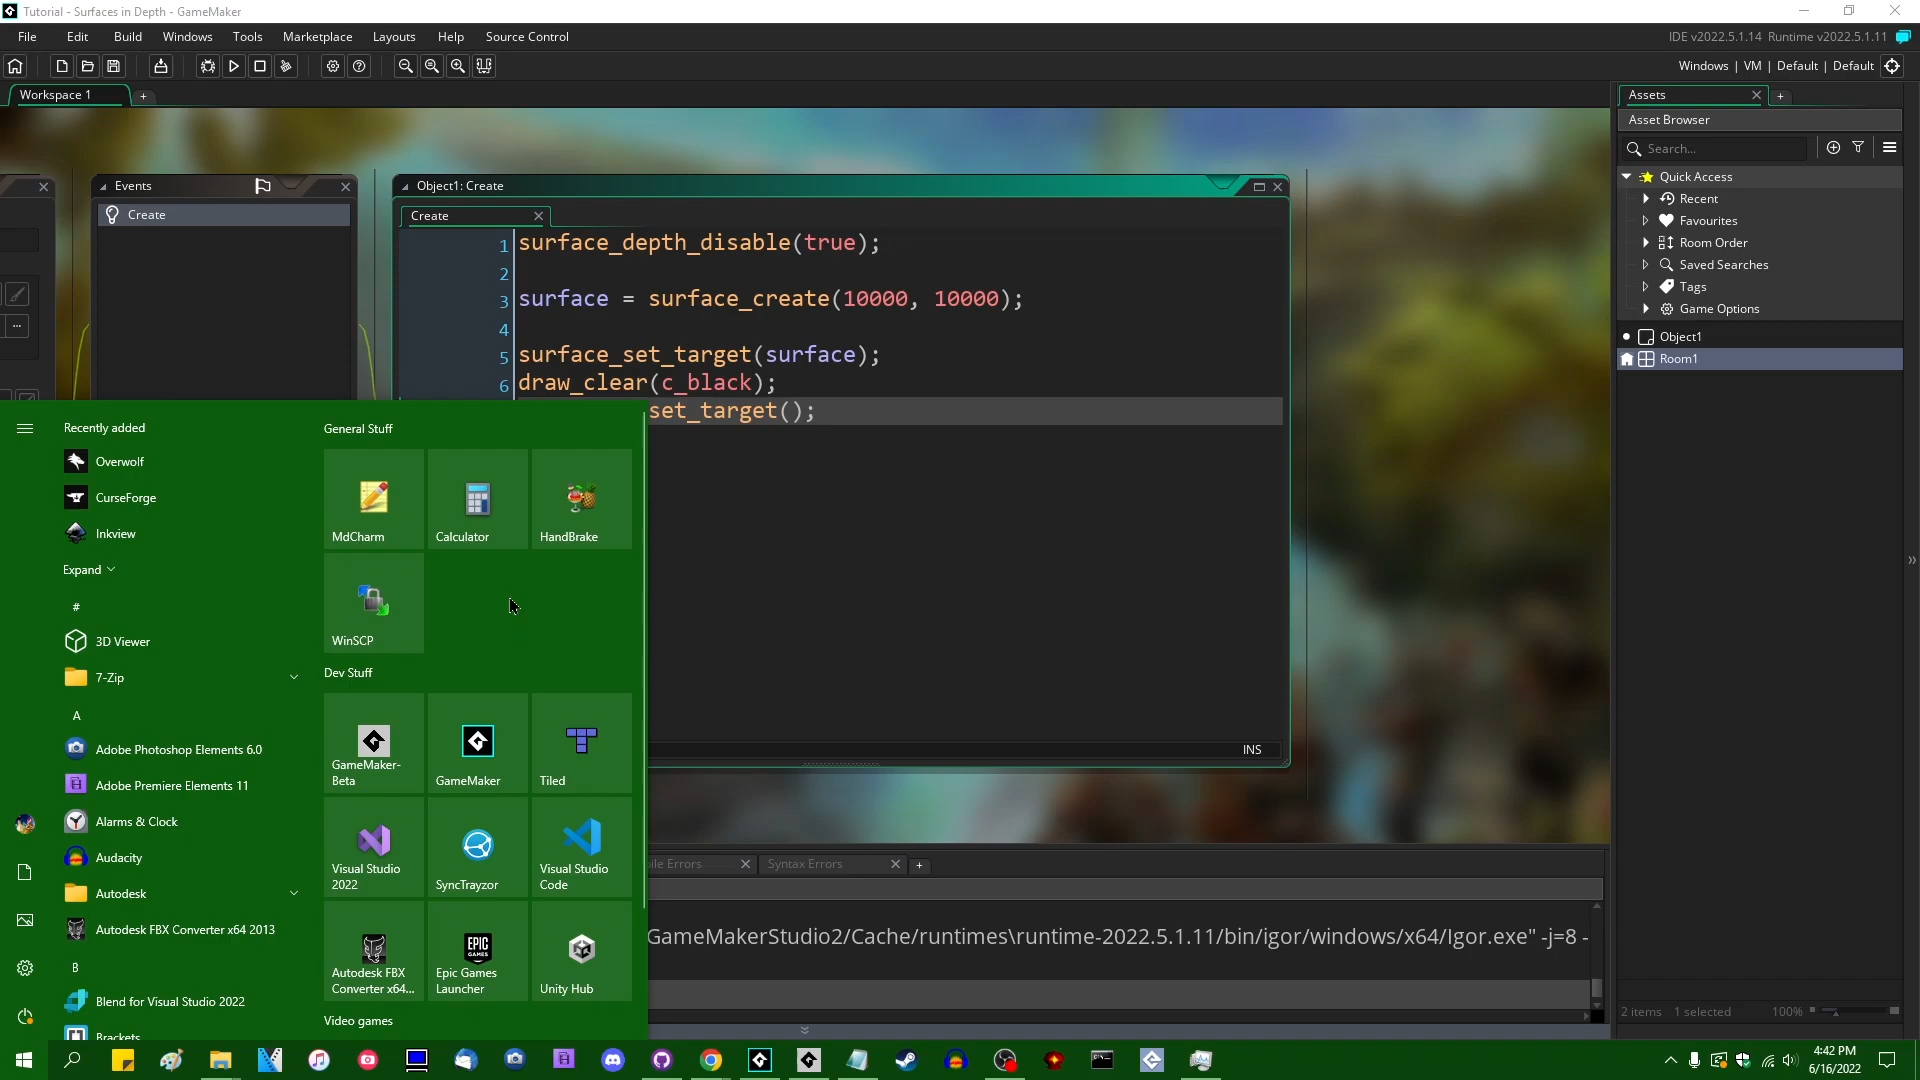 Tutorial - Surfaces in Depth - GameMaker
File Edit Build Windows Tools Marketplace Layouts Help Source Control
IDE v2022.5.1.14 Runtime v2022.5.1.11
Windows | VM | Default | Default
Workspace 1 +
Assets +
Asset Browser
Search...
Quick Access
Recent
Favourites
Room Order
Saved Searches
Tags
Game Options
Object1
Room1
2 items 1 selected 100%
Events
Create
Object1: Create
Create
1 surface_depth_disable(true);
2
3 surface = surface_create(10000, 10000);
4
5 surface_set_target(surface);
6 draw_clear(c_black);
set_target();
INS
Recently added
Overwolf
CurseForge
Inkview
Expand
#
3D Viewer
7-Zip
A
Adobe Photoshop Elements 6.0
Adobe Premiere Elements 11
Alarms & Clock
Audacity
Autodesk
Autodesk FBX Converter x64 2013
B
Blend for Visual Studio 2022
Brackets
General Stuff
MdCharm
Calculator
HandBrake
WinSCP
Dev Stuff
GameMaker-
Beta
GameMaker
Tiled
Visual Studio
2022
SyncTrayzor
Visual Studio
Code
Autodesk FBX
Converter x64...
EPIC
GAMES
Epic Games
Launcher
Unity Hub
Video games
ile Errors
Syntax Errors +
GameMakerStudio2/Cache/runtimes\runtime-2022.5.1.11/bin/igor/windows/x64/Igor.exe" -j=8 -
4:42 PM
6/16/2022